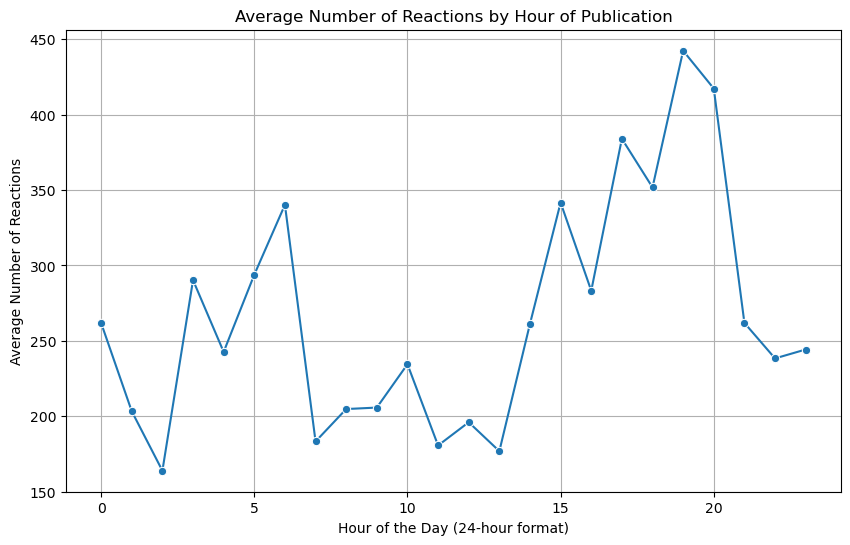 Average Number of Reactions by Hour of Publication
450
400
350
300
250
200
150
Average Number of Reactions
0 5 10 15 20
Hour of the Day (24-hour format)